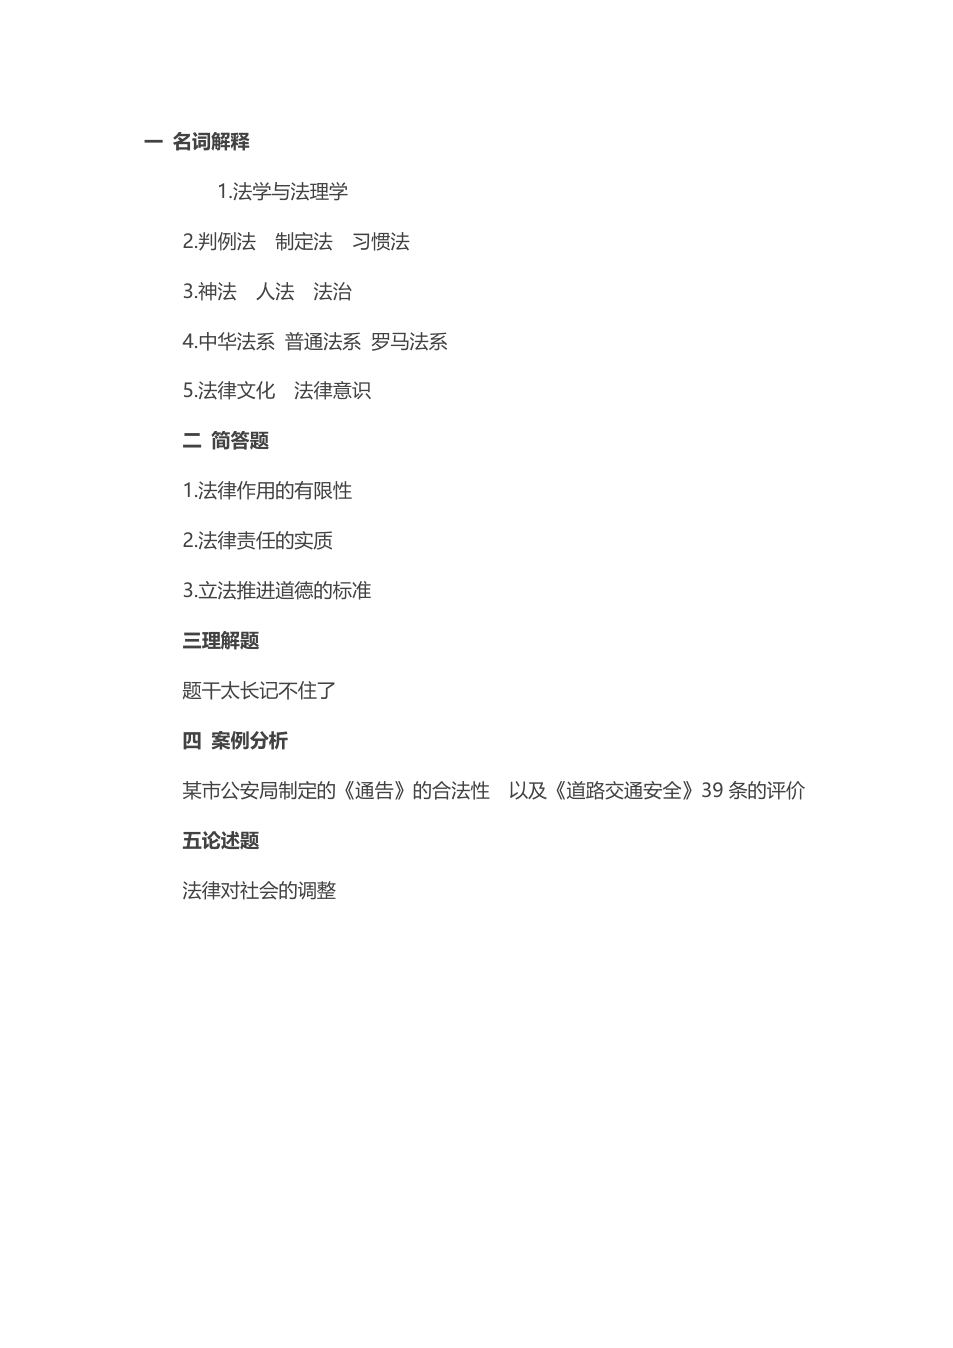 一 名词解释
1.法学与法理学
2.判例法 制定法 习惯法
3.神法 人法 法治
4.中华法系 普通法系 罗马法系
5.法律文化 法律意识
二 简答题
1.法律作用的有限性
2.法律责任的实质
3.立法推进道德的标准
三理解题
题干太长记不住了
四 案例分析
某市公安局制定的《通告》的合法性 以及《道路交通安全》39 条的评价
五论述题
法律对社会的调整